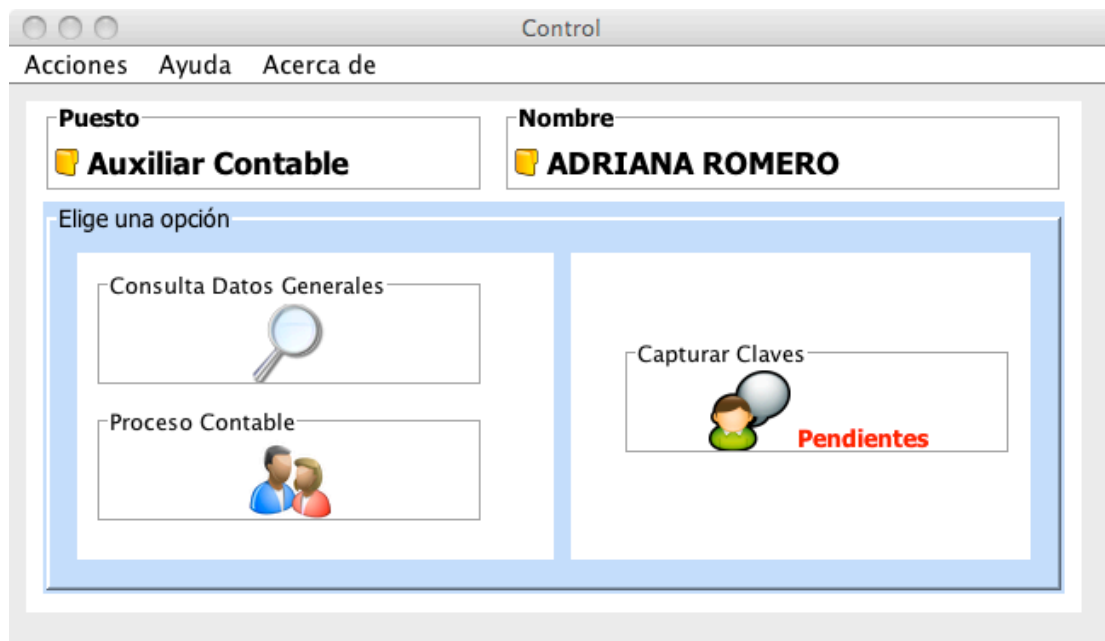 Control
Acciones Ayuda Acerca de
Puesto
Auxiliar Contable
Nombre
ADRIANA ROMERO
Elige una opción
Consulta Datos Generales
Proceso Contable
Capturar Claves
Pendientes